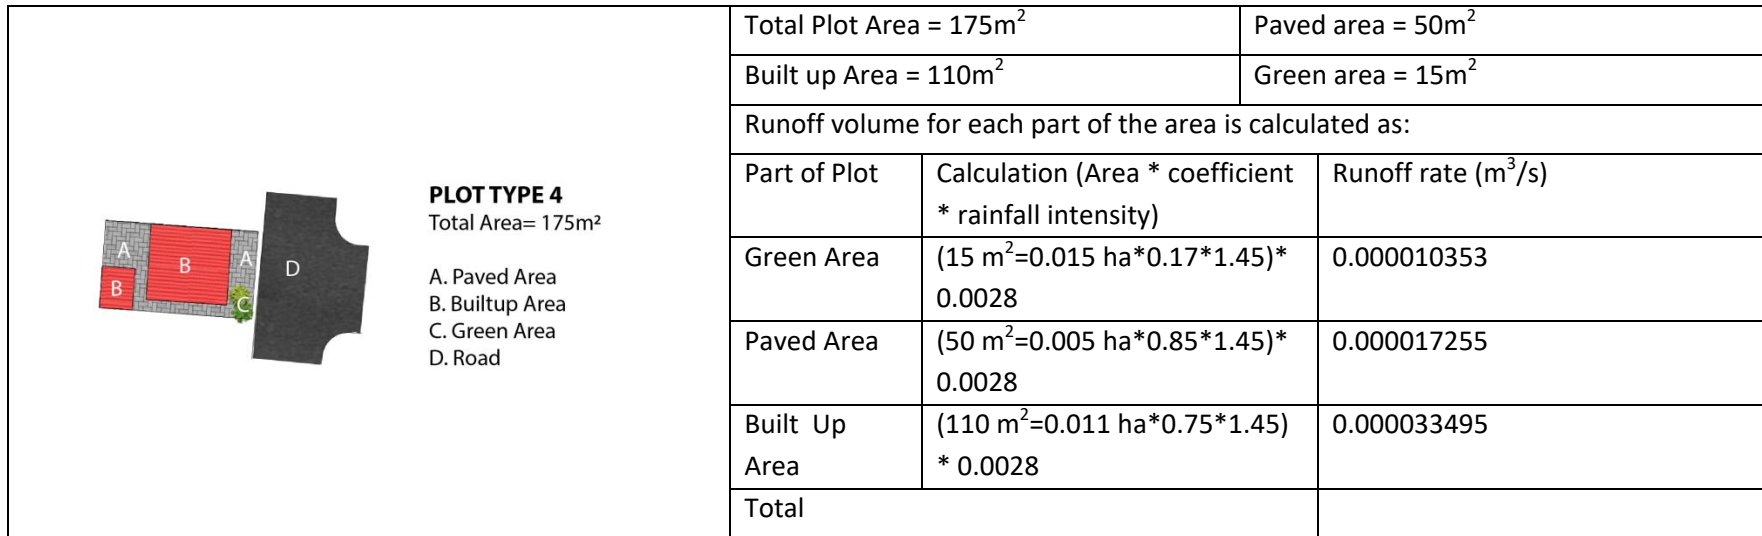 Total Plot Area = 175m²
Paved area = 50m²
Built up Area = 110m²
Green area = 15m²
Runoff volume for each part of the area is calculated as:
Part of Plot
Calculation (Area * coefficient
* rainfall intensity)
Runoff rate (m³/s)
Green Area
(15 m²=0.015 ha*0.17*1.45)*
0.0028
0.000010353
Paved Area
(50 m²=0.005 ha*0.85*1.45)*
0.0028
0.000017255
Built Up
Area
(110 m²=0.011 ha*0.75*1.45)
* 0.0028
0.000033495
Total
PLOT TYPE 4
Total Area= 175m²
A. Paved Area
B. Builtup Area
C. Green Area
D. Road
A
B
A
D
B
C